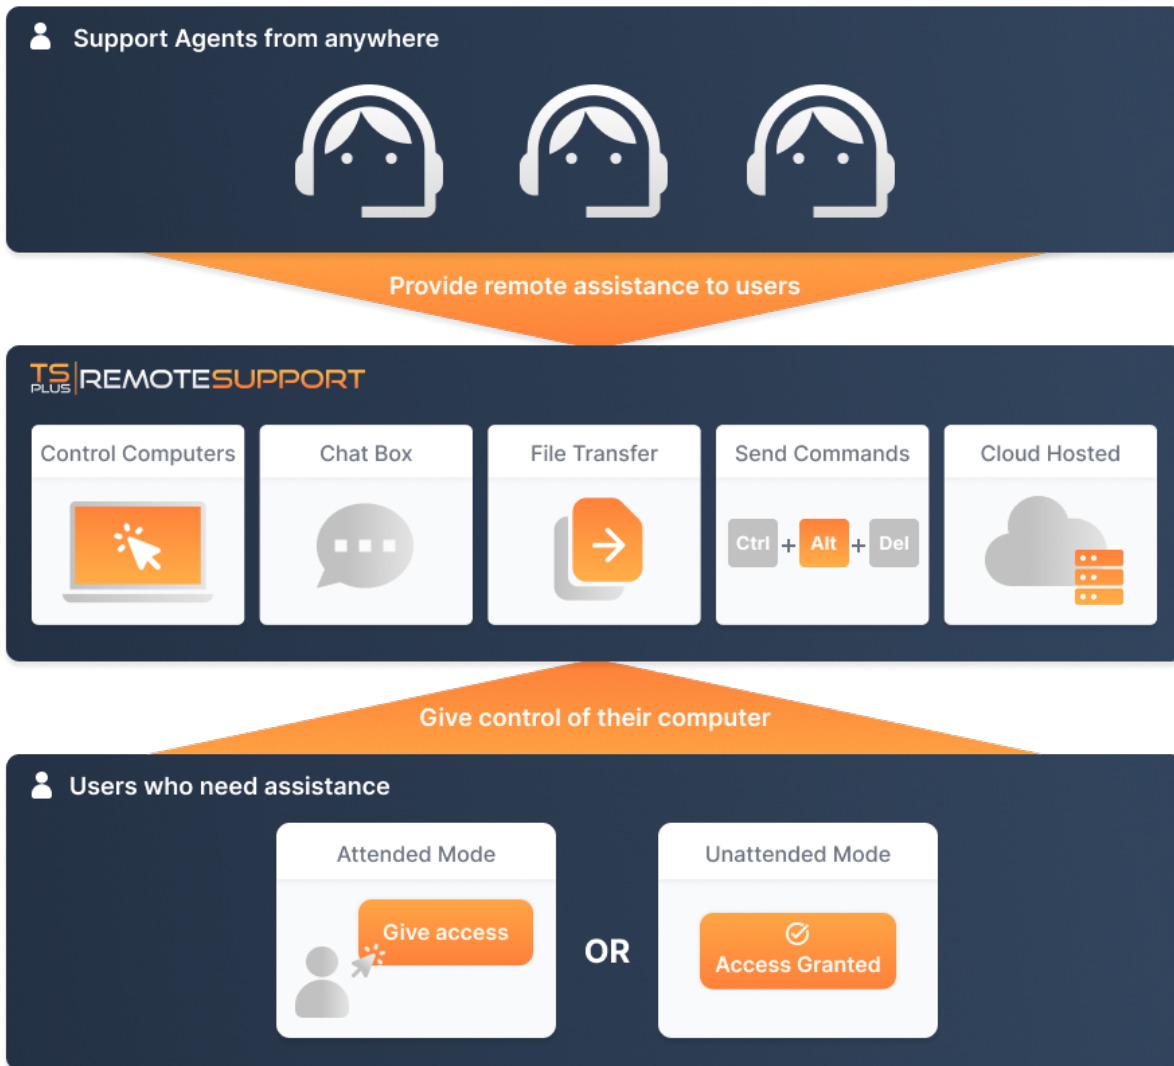 Support Agents from anywhere
Provide remote assistance to users
TS PLUS REMOTESUPPORT
Control Computers
Chat Box
File Transfer
Send Commands
Cloud Hosted
Ctrl + Alt + Del
Give control of their computer
Users who need assistance
Attended Mode
Unattended Mode
Give access
OR
Access Granted